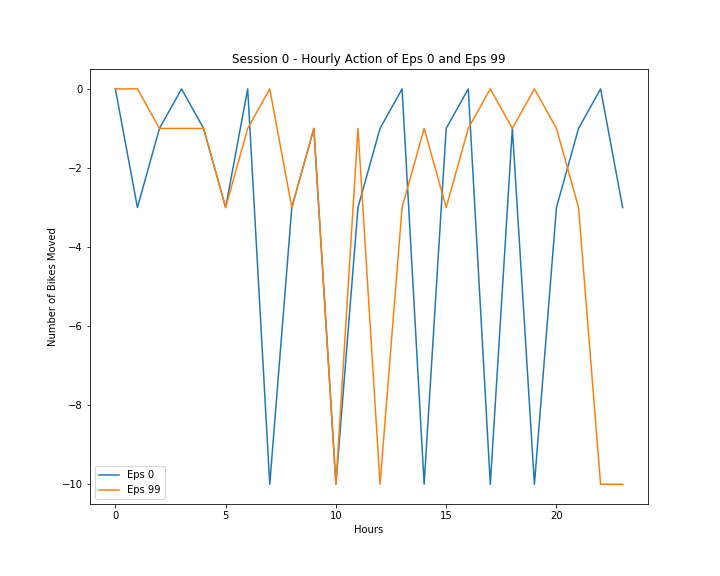 Session 0 - Hourly Action of Eps 0 and Eps 99
Number of Bikes Moved
0
−2
−4
−6
−8
−10
Eps 0
Eps 99
0 5 10 15 20
Hours